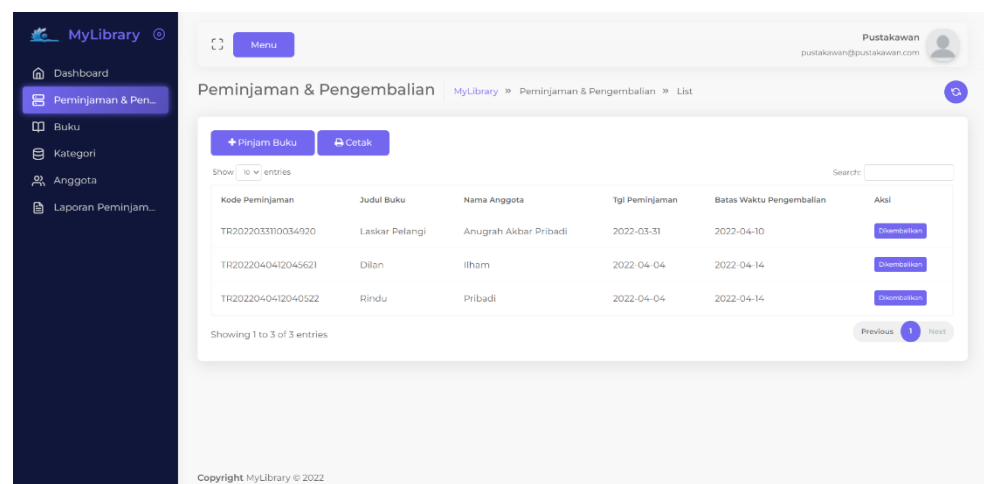 MyLibrary
Menu
Pustakawan
pustakawan@pustakawan.com
Dashboard
Peminjaman & Pen...
Buku
Kategori
Anggota
Laporan Peminjam...
Peminjaman & Pengembalian
MyLibrary » Peminjaman & Pengembalian » List
Pinjam Buku
Cetak
Show 10 entries
Search:
Kode Peminjaman Judul Buku Nama Anggota Tgl Peminjaman Batas Waktu Pengembalian Aksi
TR2022033110034920 Laskar Pelangi Anugrah Akbar Pribadi 2022-03-31 2022-04-10 Dikembalikan
TR2022040412045621 Dilan Ilham 2022-04-04 2022-04-14 Dikembalikan
TR2022040412040522 Rindu Pribadi 2022-04-04 2022-04-14 Dikembalikan
Showing 1 to 3 of 3 entries
Previous 1 Next
Copyright MyLibrary © 2022